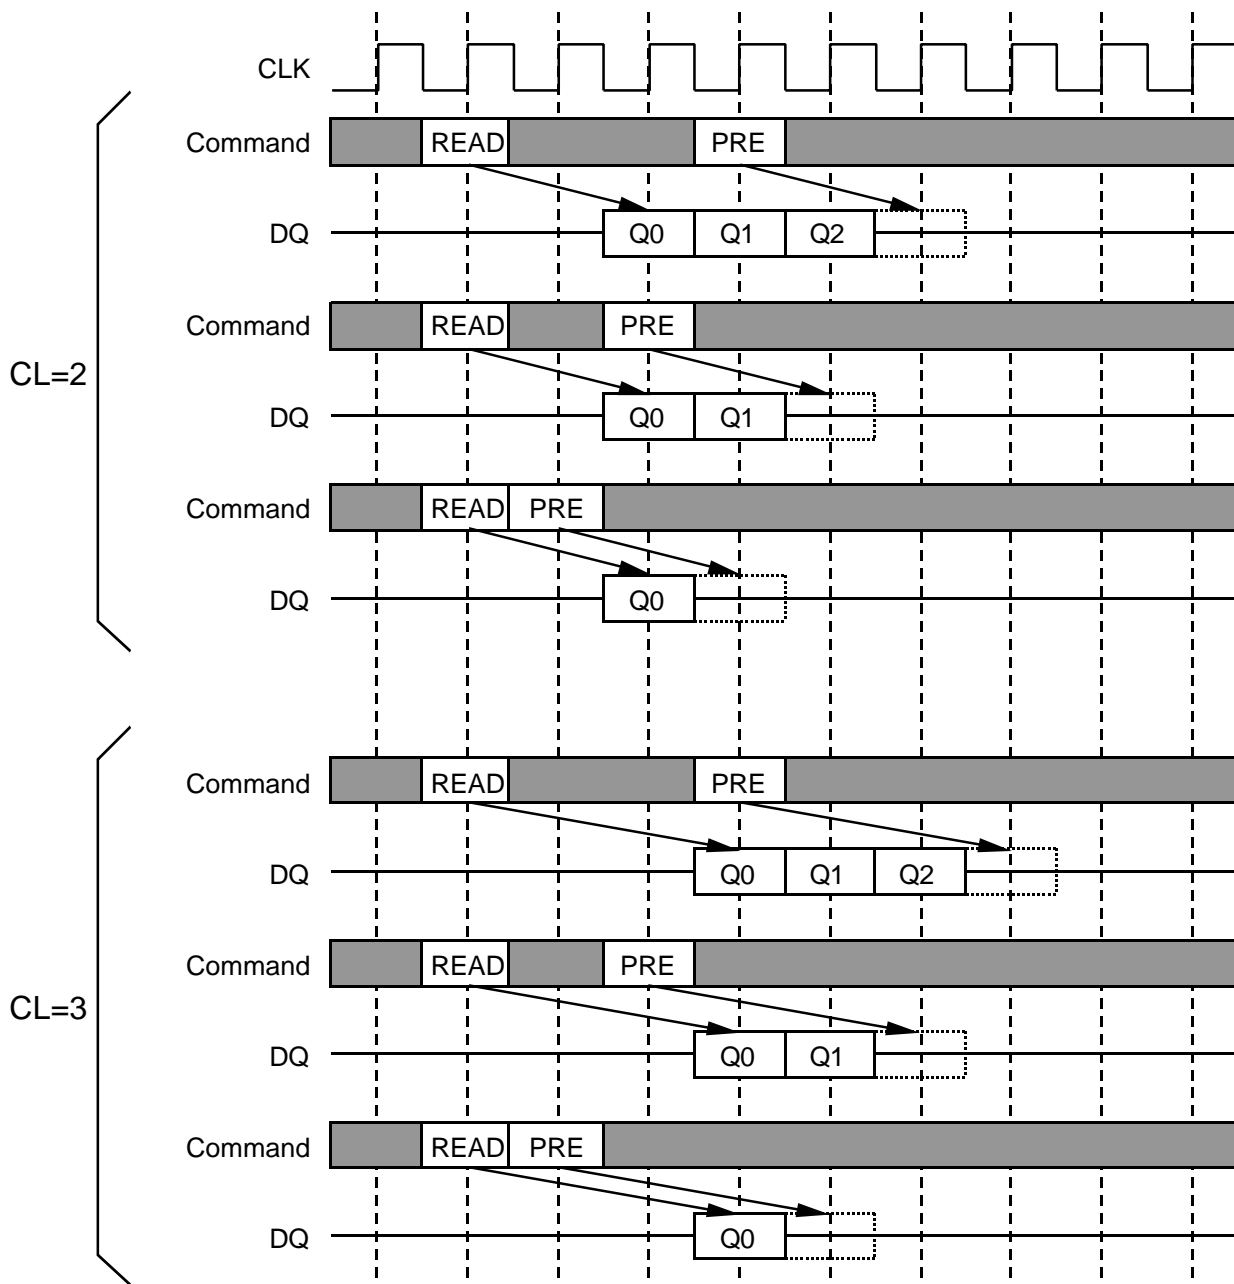 CLK
Command READ PRE
DQ Q0 Q1 Q2
Command READ PRE
CL=2
DQ Q0 Q1
Command READ PRE
DQ Q0
Command READ PRE
DQ Q0 Q1 Q2
Command READ PRE
CL=3
DQ Q0 Q1
Command READ PRE
DQ Q0